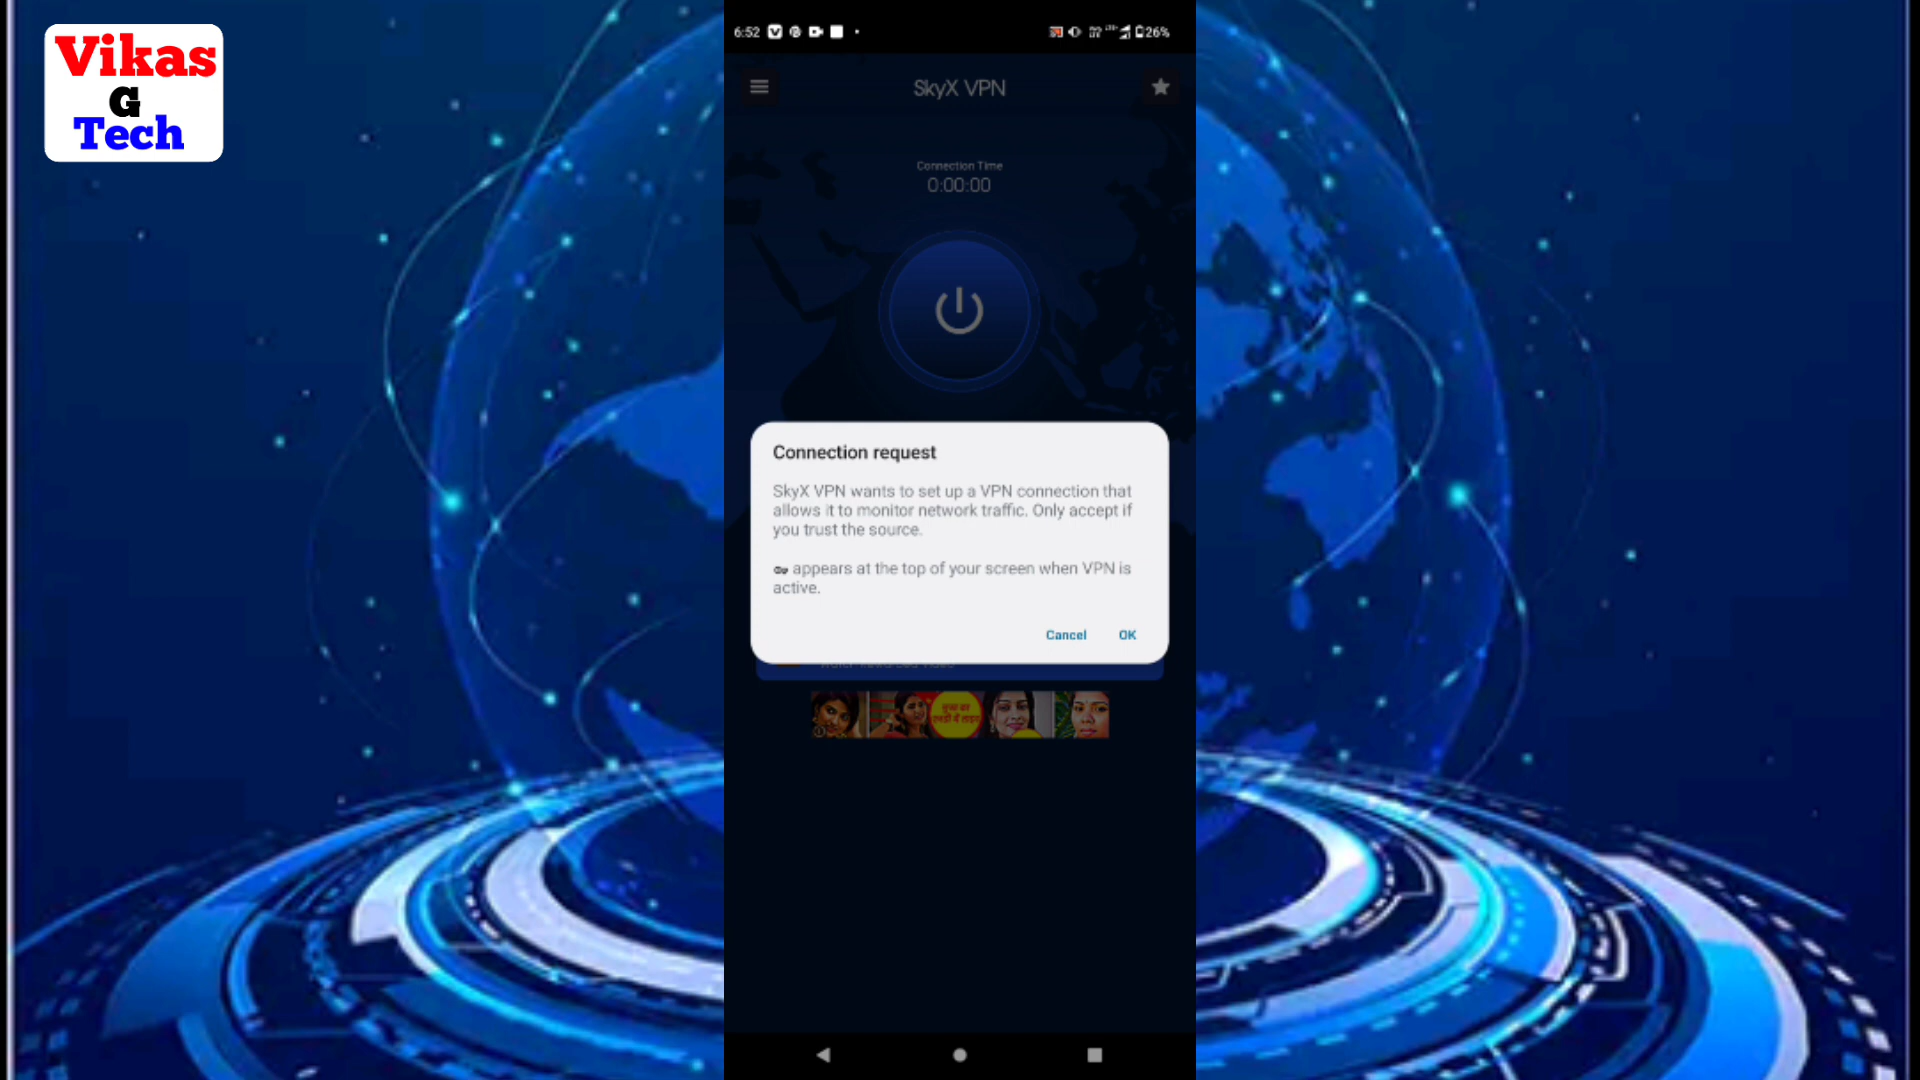 Vikas
G
Tech
6:52
26%
SkyX VPN
Connection Time
0:00:00
Connection request
SkyX VPN wants to set up a VPN connection that
allows it to monitor network traffic. Only accept if
you trust the source.
appears at the top of your screen when VPN is
active.
Cancel OK